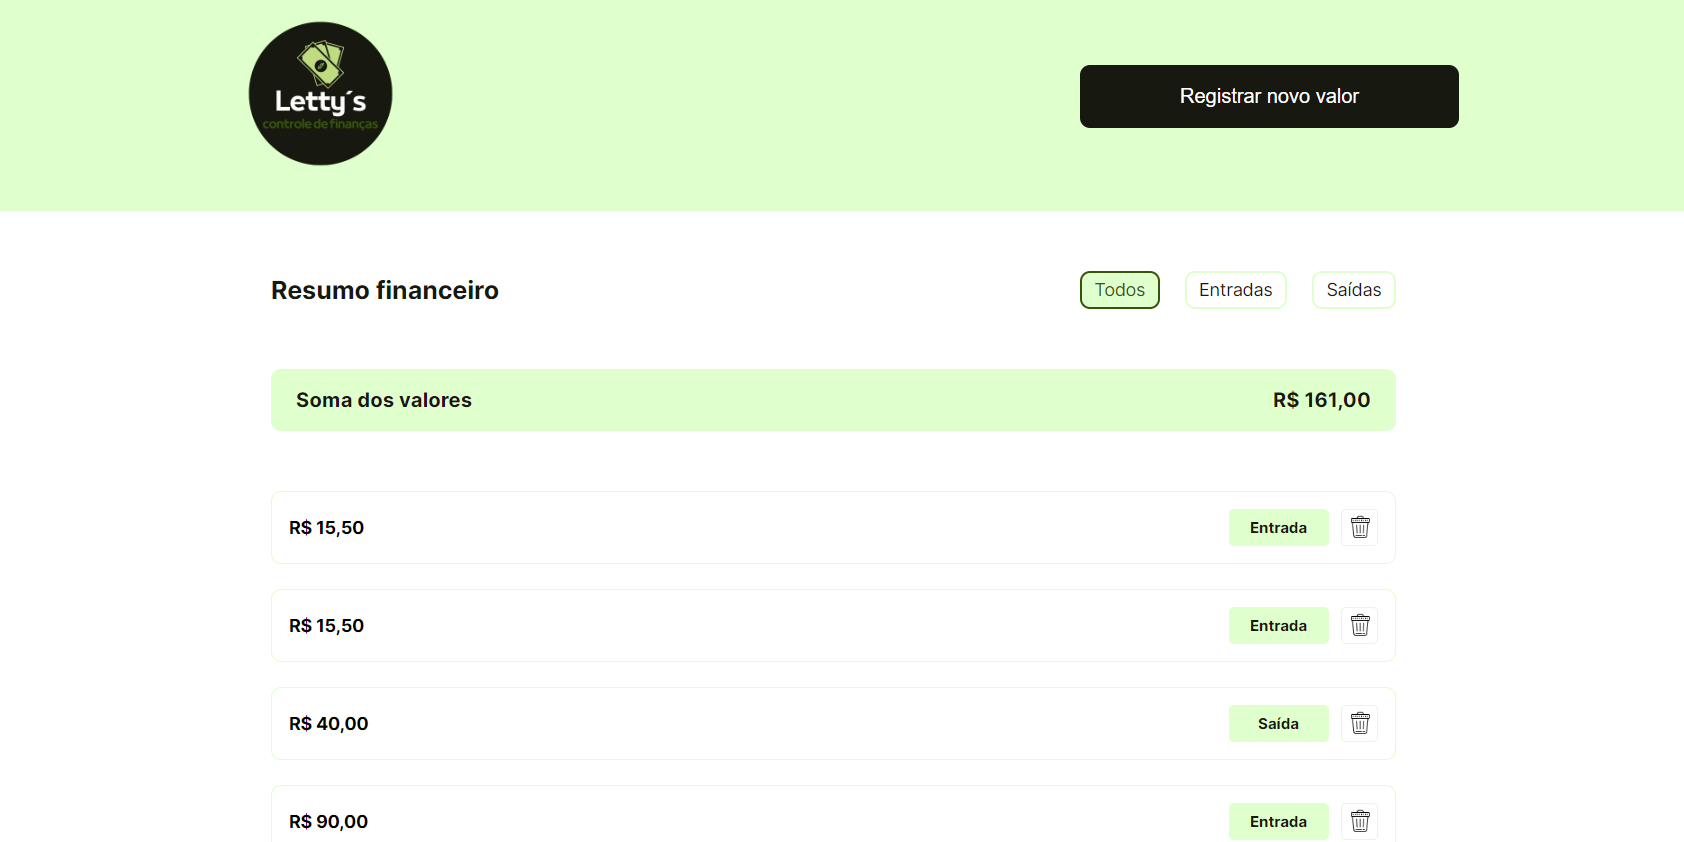 Letty´s
controle de finanças
Registrar novo valor
Resumo financeiro
Todos
Entradas
Saídas
Soma dos valores
R$ 161,00
R$ 15,50
Entrada
R$ 15,50
Entrada
R$ 40,00
Saída
R$ 90,00
Entrada